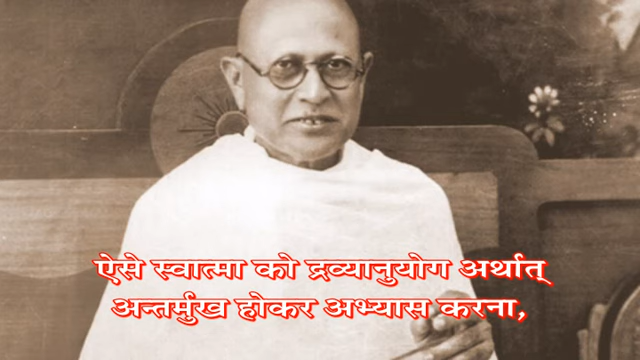 ऐसे स्वात्मा को द्रव्यानुयोग अर्थात्
अन्तर्मुख होकर अभ्यास करना,